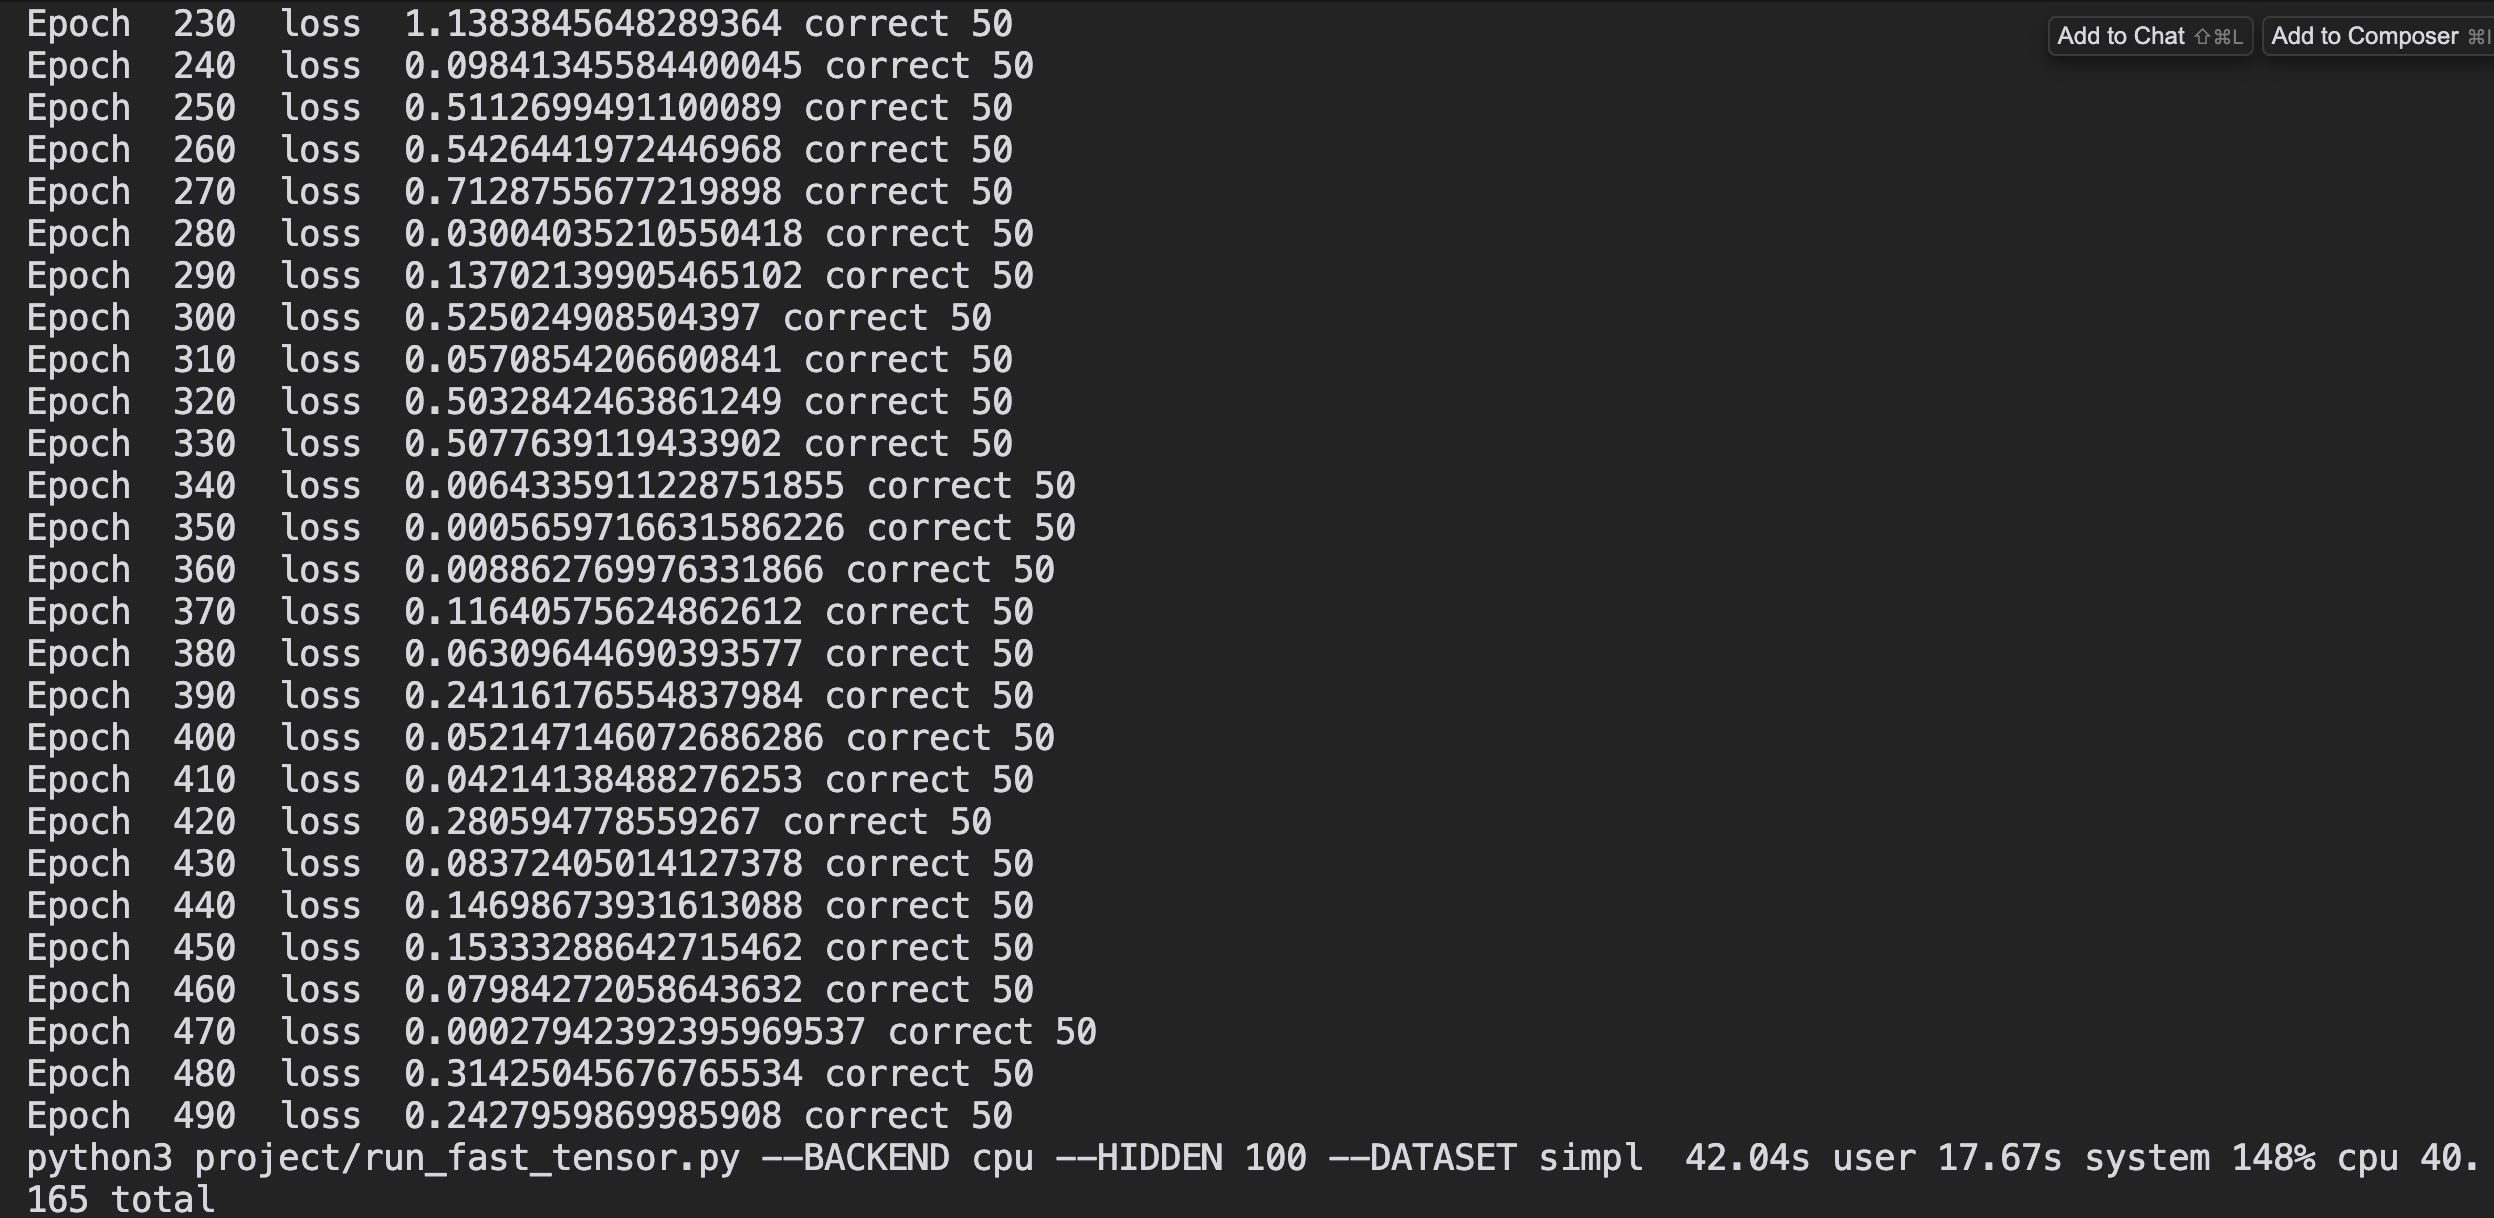 Epoch  230  loss  1.1383845648289364 correct 50
Add to Chat ⇧⌘L Add to Composer ⌘I
Epoch  240  loss  0.09841345584400045 correct 50
Epoch  250  loss  0.5112699491100089 correct 50
Epoch  260  loss  0.5426441972446968 correct 50
Epoch  270  loss  0.7128755677219898 correct 50
Epoch  280  loss  0.03004035210550418 correct 50
Epoch  290  loss  0.13702139905465102 correct 50
Epoch  300  loss  0.525024908504397 correct 50
Epoch  310  loss  0.0570854206600841 correct 50
Epoch  320  loss  0.5032842463861249 correct 50
Epoch  330  loss  0.5077639119433902 correct 50
Epoch  340  loss  0.0064335911228751855 correct 50
Epoch  350  loss  0.0005659716631586226 correct 50
Epoch  360  loss  0.008862769976331866 correct 50
Epoch  370  loss  0.11640575624862612 correct 50
Epoch  380  loss  0.06309644690393577 correct 50
Epoch  390  loss  0.24116176554837984 correct 50
Epoch  400  loss  0.052147146072686286 correct 50
Epoch  410  loss  0.04214138488276253 correct 50
Epoch  420  loss  0.280594778559267 correct 50
Epoch  430  loss  0.08372405014127378 correct 50
Epoch  440  loss  0.14698673931613088 correct 50
Epoch  450  loss  0.15333288642715462 correct 50
Epoch  460  loss  0.07984272058643632 correct 50
Epoch  470  loss  0.000279423923955969537 correct 50
Epoch  480  loss  0.31425045676765534 correct 50
Epoch  490  loss  0.2427959869985908 correct 50
python3 project/run_fast_tensor.py --BACKEND cpu --HIDDEN 100 --DATASET simpl  42.04s user 17.67s system 148% cpu 40.
165 total